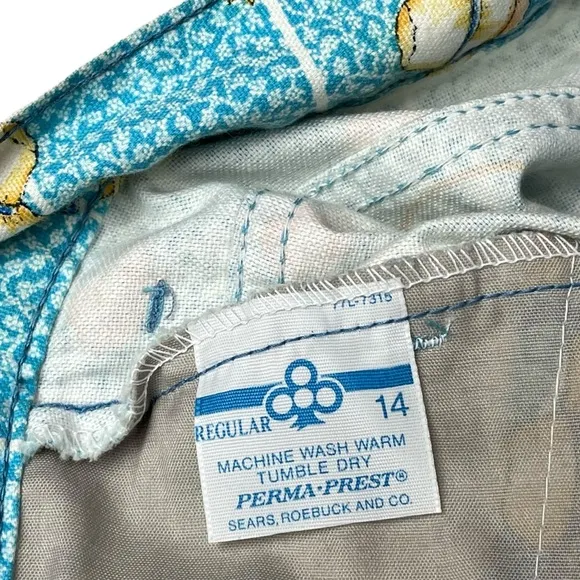 77L-7315
REGULAR 14
MACHINE WASH WARM
TUMBLE DRY
PERMA·PREST®
SEARS, ROEBUCK AND CO.